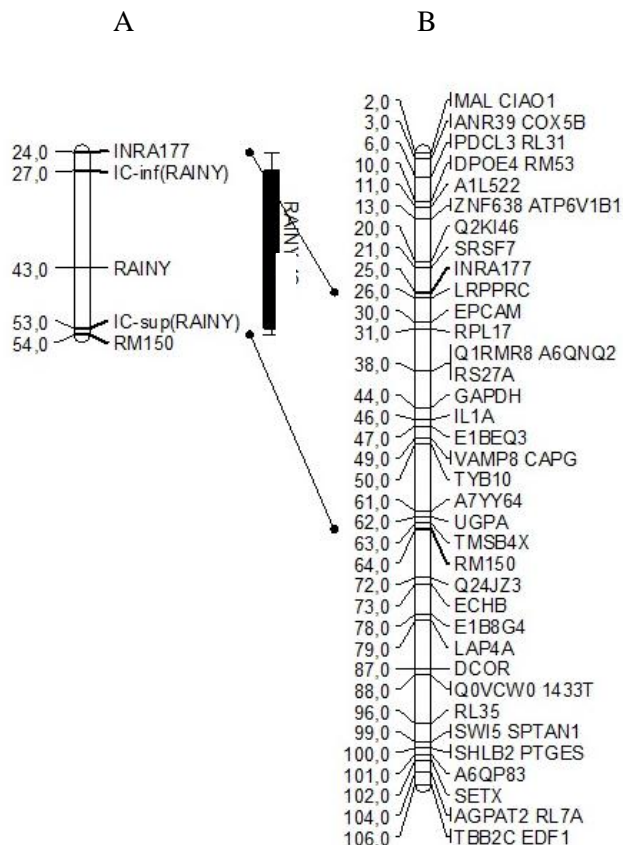 A
24,0 INRA177
27,0 IC-inf(RAINY)
43,0 RAINY
53,0 IC-sup(RAINY)
54,0 RM150
RAINY
B
2,0 MAL CIAO1
3,0 ANR39 COX5B
6,0 PDCL3 RL31
10,0 DPOE4 RM53
11,0 A1L522
13,0 ZNF638 ATP6V1B1
20,0 Q2KI46
21,0 SRSF7
25,0 INRA177
26,0 LRPPRC
30,0 EPCAM
31,0 RPL17
38,0 Q1RMR8 A6QNQ2
RS27A
44,0 GAPDH
46,0 IL1A
47,0 E1BEQ3
49,0 VAMP8 CAPG
50,0 TYB10
61,0 A7YY64
62,0 UGPA
63,0 TMSB4X
64,0 RM150
72,0 Q24JZ3
73,0 ECHB
78,0 E1B8G4
79,0 LAP4A
87,0 DCOR
88,0 Q0VCW0 1433T
96,0 RL35
99,0 SWI5 SPTAN1
100,0 SHLB2 PTGES
101,0 A6QP83
102,0 SETX
104,0 AGPAT2 RL7A
106,0 TBB2C EDF1